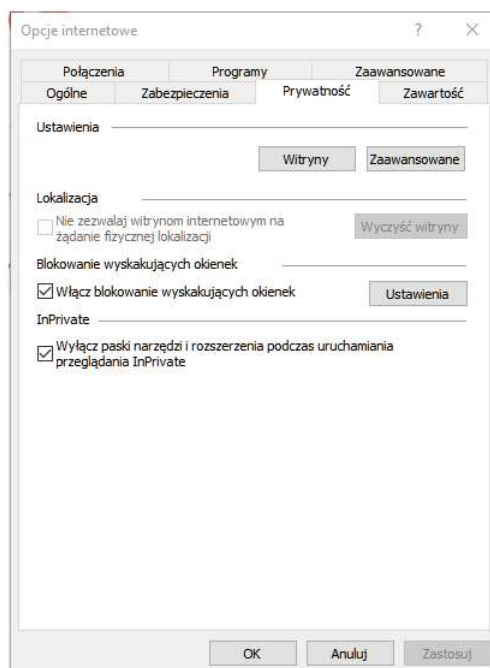 Opcje internetowe
Połączenia Programy Zaawansowane
Ogólne Zabezpieczenia Prywatność Zawartość
Ustawienia
Witryny Zaawansowane
Lokalizacja
Nie zezwalaj witrynom internetowym na
żądanie fizycznej lokalizacji
Wyczyść witryny
Blokowanie wyskakujących okienek
Włącz blokowanie wyskakujących okienek Ustawienia
InPrivate
Wyłącz paski narzędzi i rozszerzenia podczas uruchamiania
przeglądania InPrivate
OK Anuluj Zastosuj